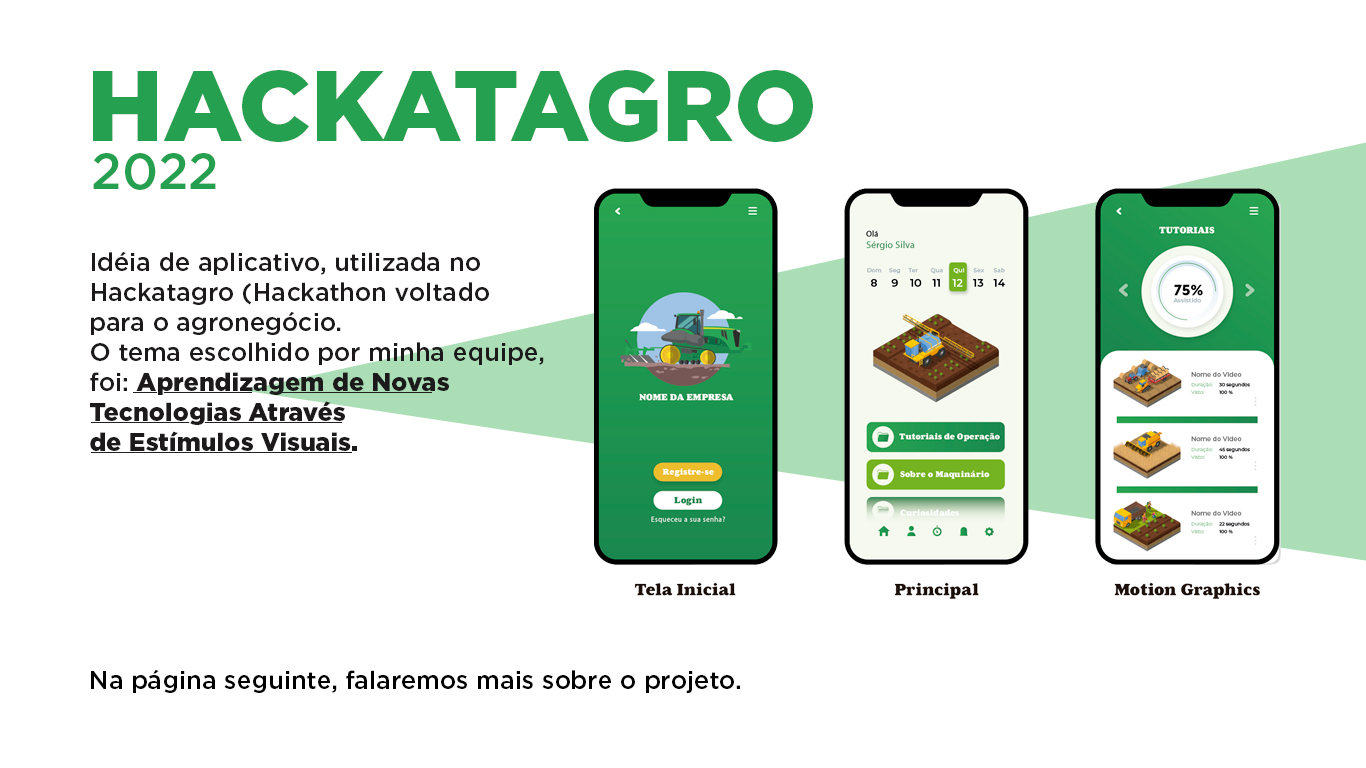 HACKATAGRO
2022
Idéia de aplicativo, utilizada no
Hackatagro (Hackathon voltado
para o agronegócio.
O tema escolhido por minha equipe,
foi: Aprendizagem de Novas
Tecnologias Através
de Estímulos Visuais.
NOME DA EMPRESA
Registre-se
Login
Esqueceu a sua senha?
Tela Inicial
Olá
Sérgio Silva
Dom Seg Ter Qua Qui Sex Sab
8 9 10 11 12 13 14
Tutoriais de Operação
Sobre o Maquinário
Curiosidades
Principal
TUTORIAIS
75%
Assistido
Nome do Video
Duração: 30 segundos
Visto: 100 %
Nome do Video
Duração: 45 segundos
Visto: 100 %
Nome do Video
Duração: 22 segundos
Visto: 100 %
Motion Graphics
Na página seguinte, falaremos mais sobre o projeto.